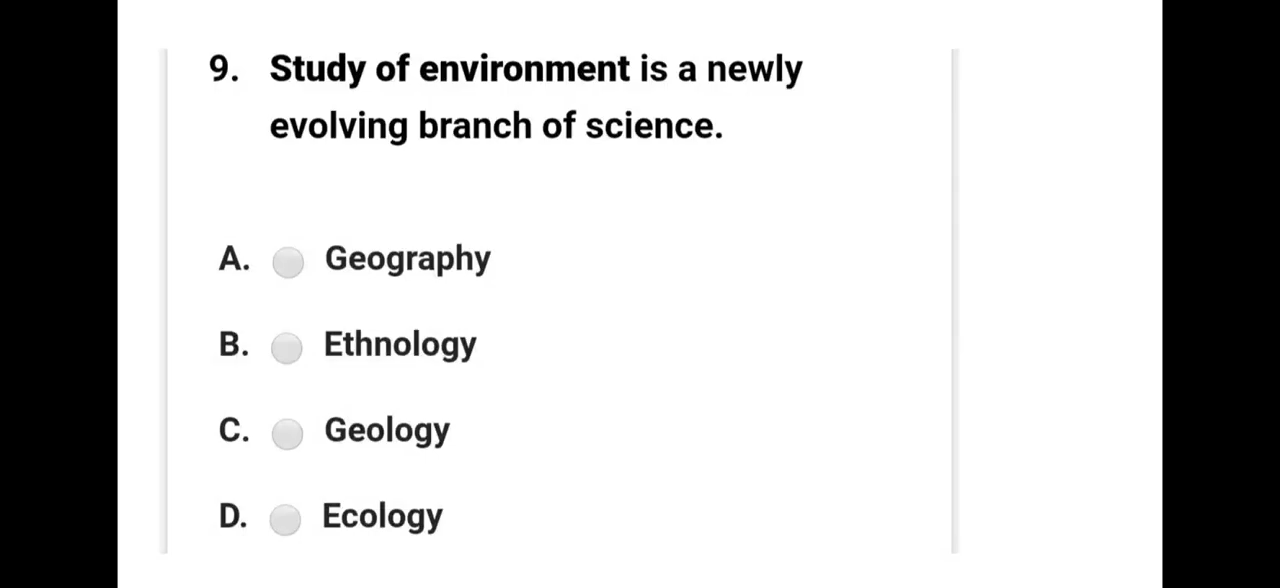 9. Study of environment is a newly
evolving branch of science.
A. Geography
B. Ethnology
C. Geology
D. Ecology